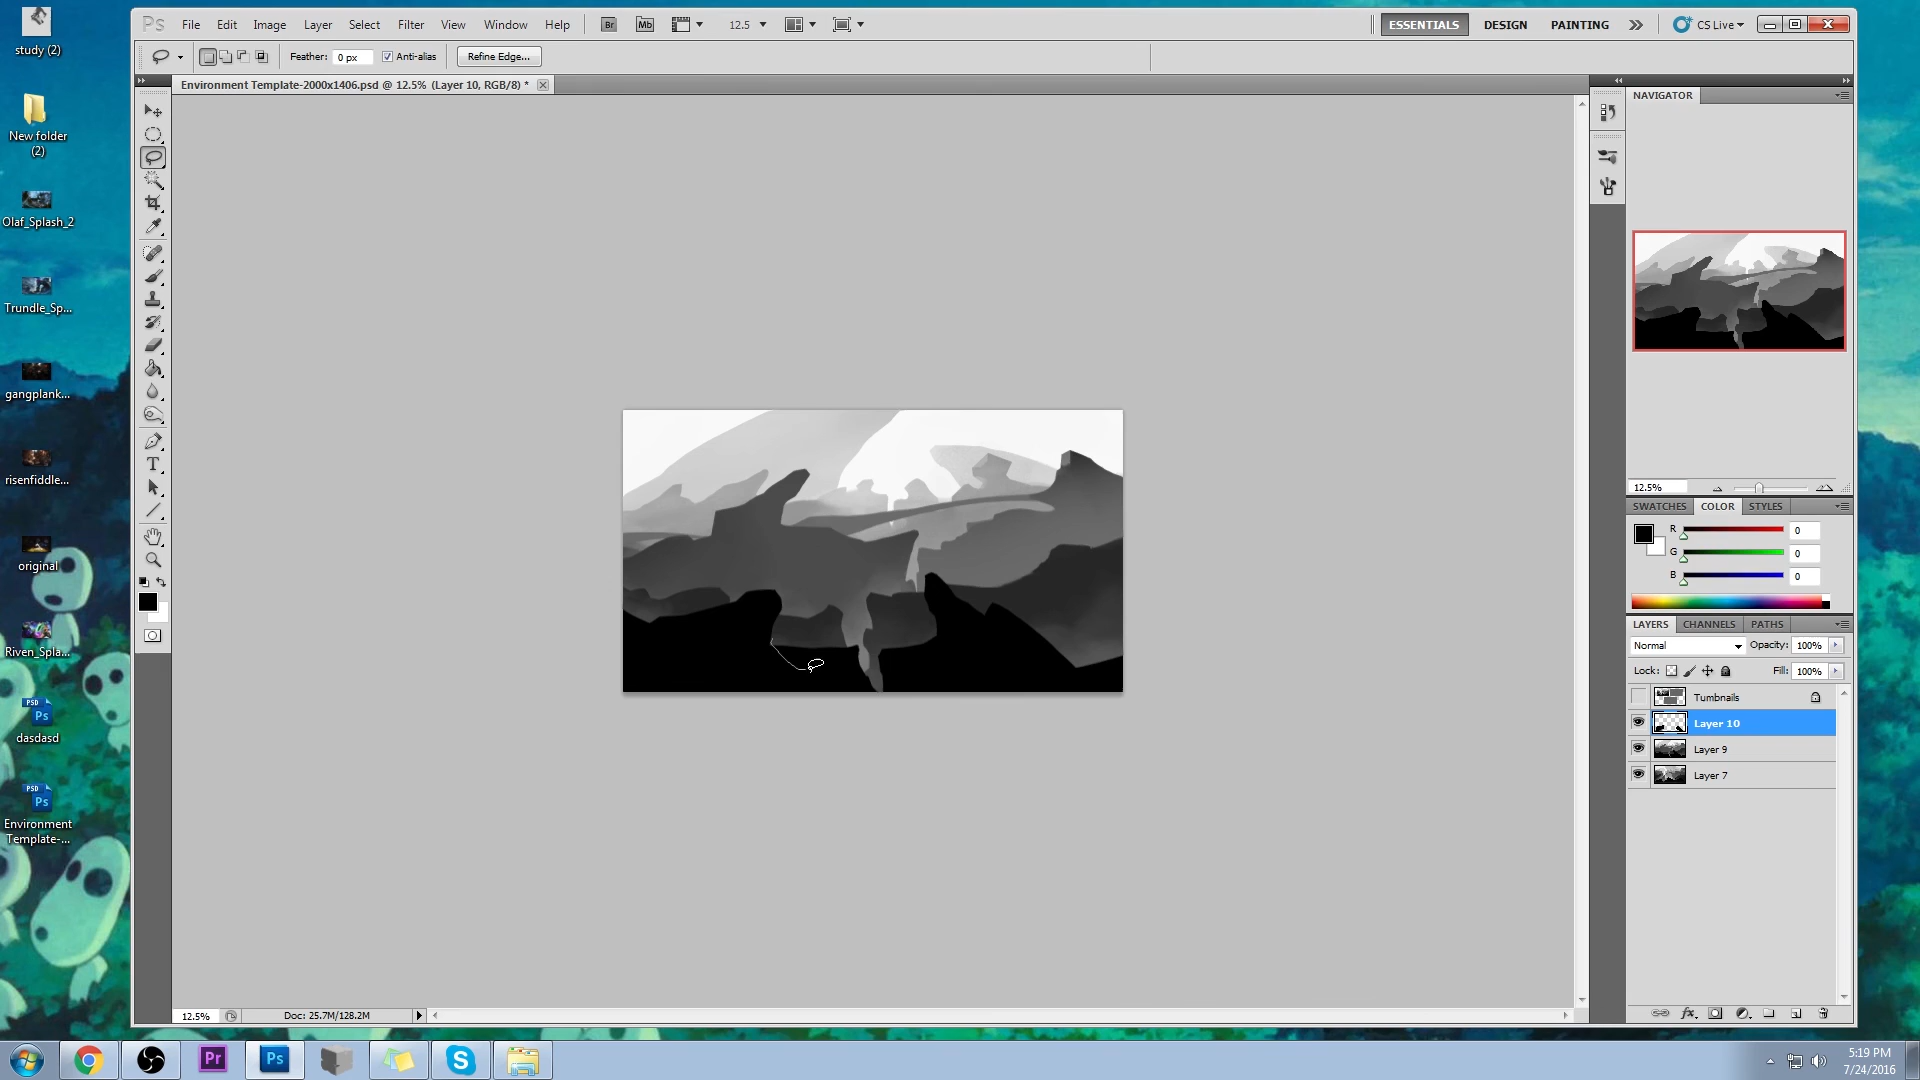 Ps File Edit Image Layer Select Filter View Window Help Br Mb 12.5 ESSENTIALS DESIGN PAINTING CS Live
Feather: 0 px Anti-alias Refine Edge...
Environment Template-2000x1406.psd @ 12.5% (Layer 10, RGB/8) *
study (2)
New folder
(2)
Olaf_Splash_2
Trundle_Sp...
gangplank...
risenfiddle...
original
Riven_Spla...
PSD
Ps
dasdasd
PSD
Ps
Environment
Template-...
T
NAVIGATOR
12.5%
SWATCHES COLOR STYLES
R 0
G 0
B 0
LAYERS CHANNELS PATHS
Normal Opacity: 100%
Lock: Fill: 100%
Tumbnails
Layer 10
Layer 9
Layer 7
fx
12.5% Doc: 25.7M/128.2M
Pr Ps S
5:19 PM
7/24/2016